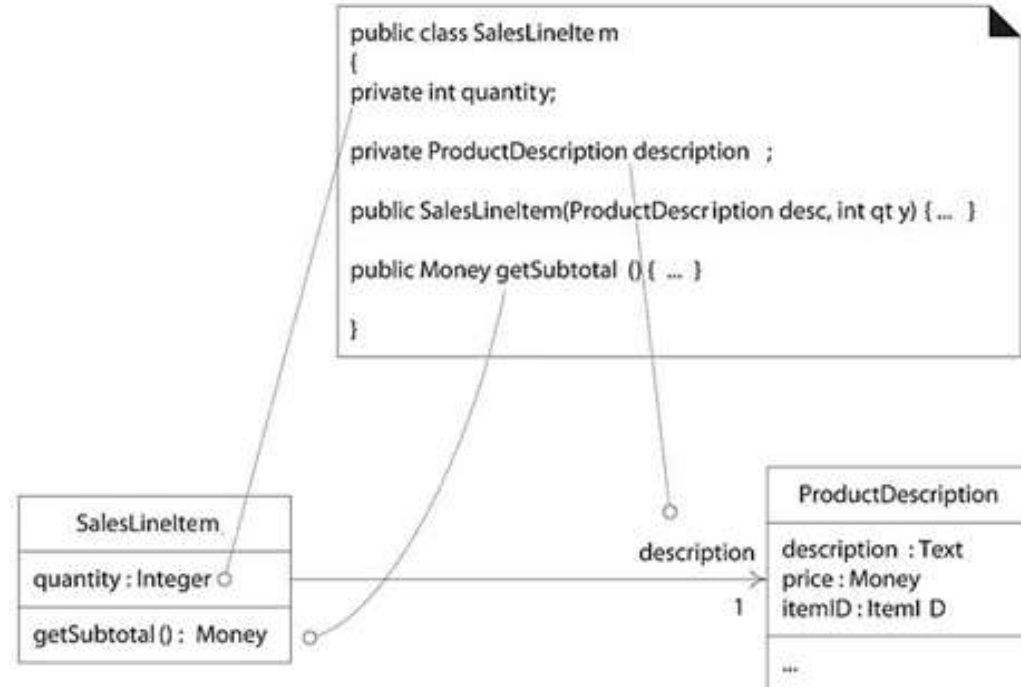 public class SalesLineIte m
{
private int quantity;
private ProductDescription description ;
public SalesLineItem(ProductDescription desc, int qt y) { ... }
public Money getSubtotal () { ... }
}
SalesLineItem
quantity : Integer
getSubtotal () : Money
description
1
ProductDescription
description : Text
price : Money
itemID : ItemI D
...